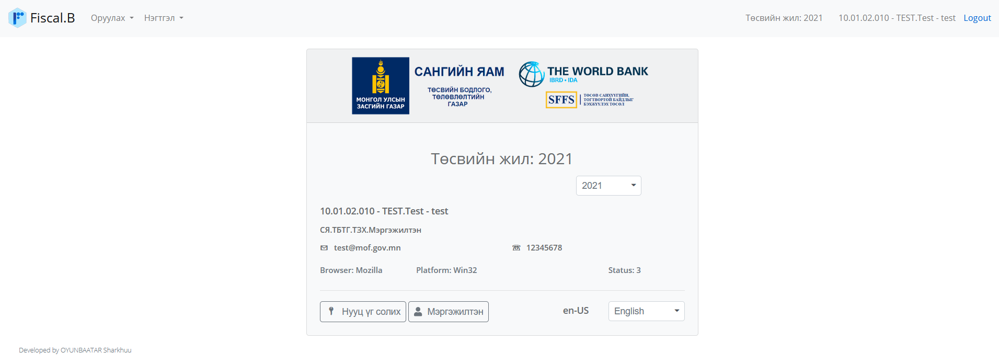 Fiscal.B
Оруулах
Нэгтгэл
Төсвийн жил: 2021
10.01.02.010 - TEST.Test - test
Logout
МОНГОЛ УЛСЫН
ЗАСГИЙН ГАЗАР
САНГИЙН ЯАМ
ТӨСВИЙН БОДЛОГО,
ТӨЛӨВЛӨЛТИЙН
ГАЗАР
THE WORLD BANK
IBRD • IDA
SFFS
ТӨСӨВ САНХҮҮГИЙН,
ТОГТВОРТОЙ БАЙДЛЫГ
БЭХЖҮҮЛЭХ ТӨСӨЛ
Төсвийн жил: 2021
2021
10.01.02.010 - TEST.Test - test
СЯ.ТБТГ.ТЗХ.Мэргэжилтэн
test@mof.gov.mn
12345678
Browser: Mozilla
Platform: Win32
Status: 3
Нууц үг солих
Мэргэжилтэн
en-US
English
Developed by OYUNBAATAR Sharkhuu